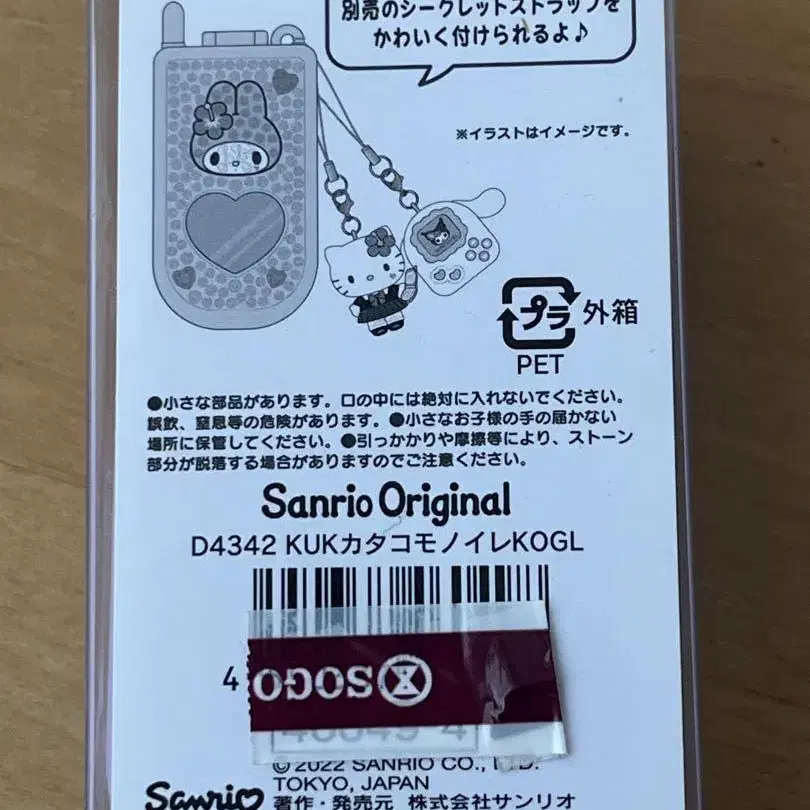 別売のシークレットストラップを
かわいく付けられるよ♪
※イラストはイメージです。
プラ 外箱
PET
●小さな部品があります。口の中には絶対に入れないでください。
誤飲、窒息等の危険があります。●小さなお子様の手の届かない
場所に保管してください。●引っかかりや摩擦等により、ストーン
部分が脱落する場合がありますのでご注意ください。
Sanrio Original
D4342 KUKカタコモノイレKOGL
4
SOGO
© 2022 SANRIO CO., LTD.
TOKYO, JAPAN
Sanrio 著作・発売元 株式会社サンリオ